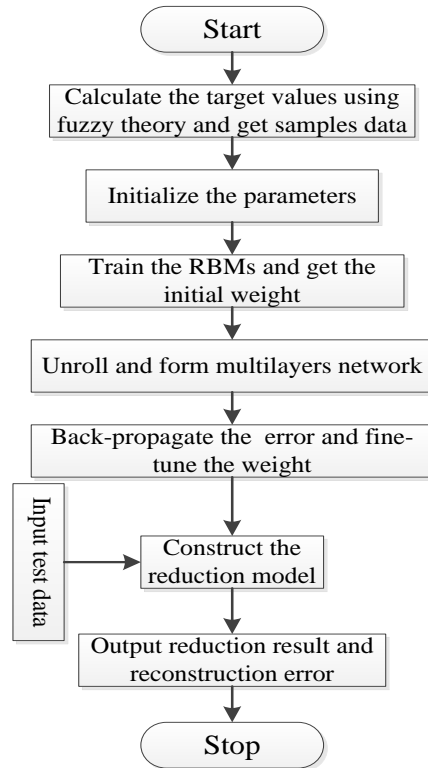 Start
Calculate the target values using
fuzzy theory and get samples data
Initialize the parameters
Train the RBMs and get the
initial weight
Unroll and form multilayers network
Back-propagate the error and fine-
tune the weight
Input test
data
Construct the
reduction model
Output reduction result and
reconstruction error
Stop